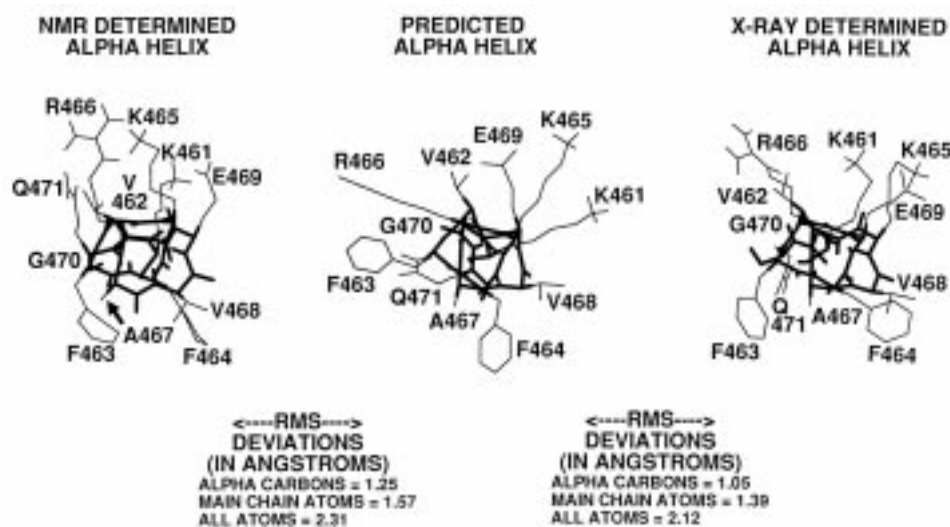 NMR DETERMINED
ALPHA HELIX
R466
K465
K461
V
462
E469
Q471
G470
V468
A467
F463
F464
PREDICTED
ALPHA HELIX
K465
E469
V462
R466
K461
G470
F463
Q471
V468
A467
F464
X-RAY DETERMINED
ALPHA HELIX
R466
K461
K465
V462
E469
G470
V468
Q
471
A467
F463
F464
<----RMS---->
DEVIATIONS
(IN ANGSTROMS)
ALPHA CARBONS = 1.25
MAIN CHAIN ATOMS = 1.57
ALL ATOMS = 2.31
<----RMS---->
DEVIATIONS
(IN ANGSTROMS)
ALPHA CARBONS = 1.05
MAIN CHAIN ATOMS = 1.39
ALL ATOMS = 2.12